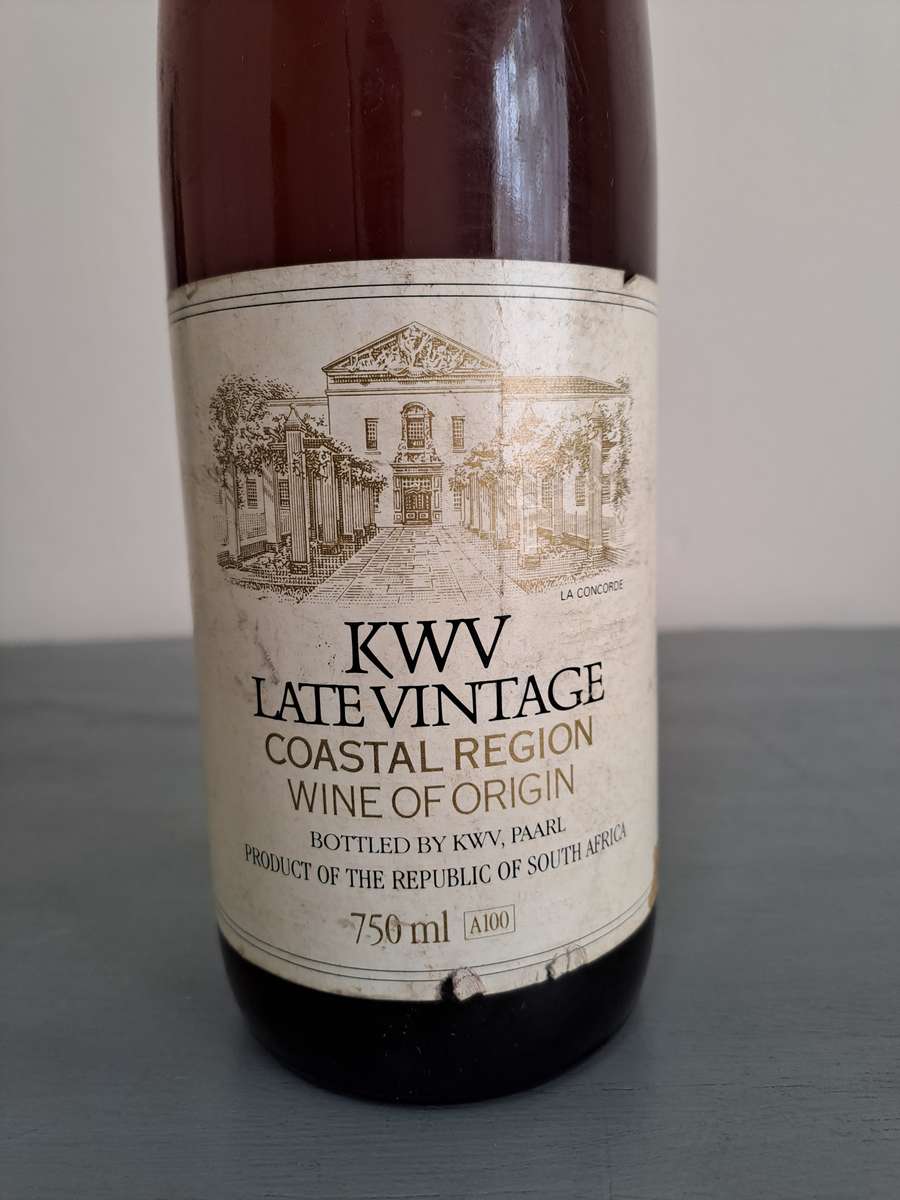 LA CONCORDE
KWV
LATE VINTAGE
COASTAL REGION
WINE OF ORIGIN
BOTTLED BY KWV, PAARL
PRODUCT OF THE REPUBLIC OF SOUTH AFRICA
750 ml A100